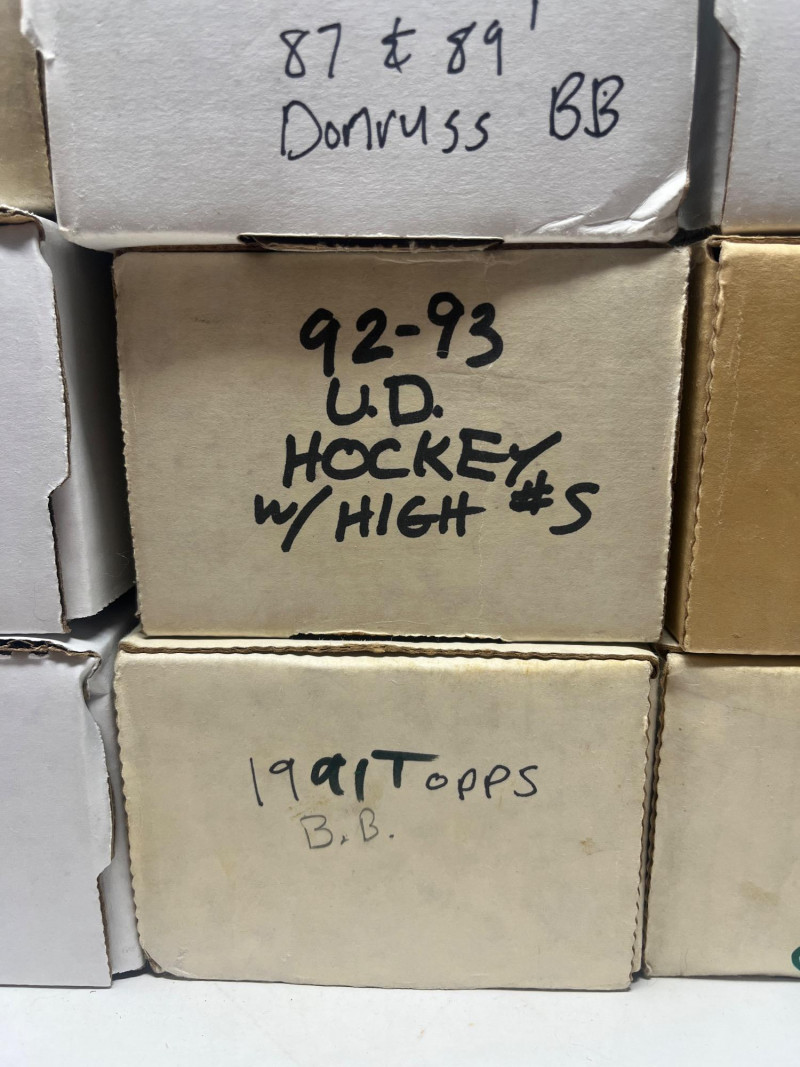 87 & 89'
Donruss BB
92-93
U.D.
HOCKEY
W/HIGH #S
1991 Topps
B.B.